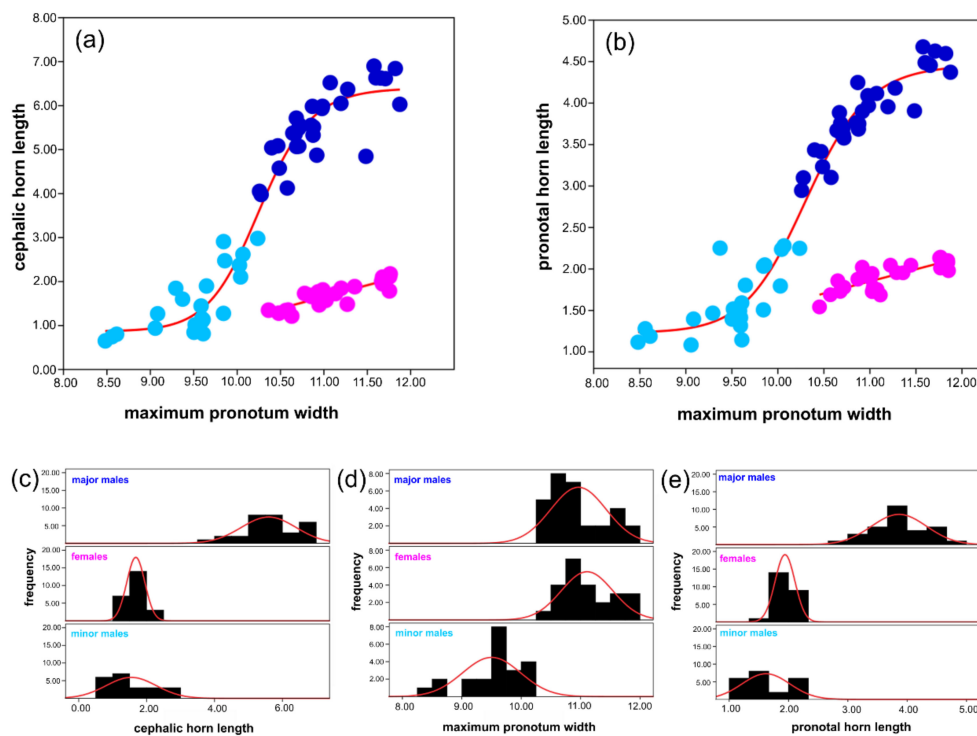 (a)
8.00
7.00
6.00
5.00
4.00
3.00
2.00
1.00
0.00
cephalic horn length
8.00 8.50 9.00 9.50 10.00 10.50 11.00 11.50 12.00
maximum pronotum width
(b)
5.00
4.50
4.00
3.50
3.00
2.50
2.00
1.50
1.00
pronotal horn length
8.00 8.50 9.00 9.50 10.00 10.50 11.00 11.50 12.00
maximum pronotum width
(c)
major males
20.00
15.00
10.00
5.00
females
20.00
15.00
10.00
5.00
minor males
20.00
15.00
10.00
5.00
frequency
0.00 2.00 4.00 6.00
cephalic horn length
(d)
major males
8.00
6.00
4.00
2.00
females
8.00
6.00
4.00
2.00
minor males
8.00
6.00
4.00
2.00
frequency
8.00 9.00 10.00 11.00 12.00
maximum pronotum width
(e)
major males
20.00
15.00
10.00
5.00
females
20.00
15.00
10.00
5.00
minor males
20.00
15.00
10.00
5.00
frequency
1.00 2.00 3.00 4.00 5.00
pronotal horn length